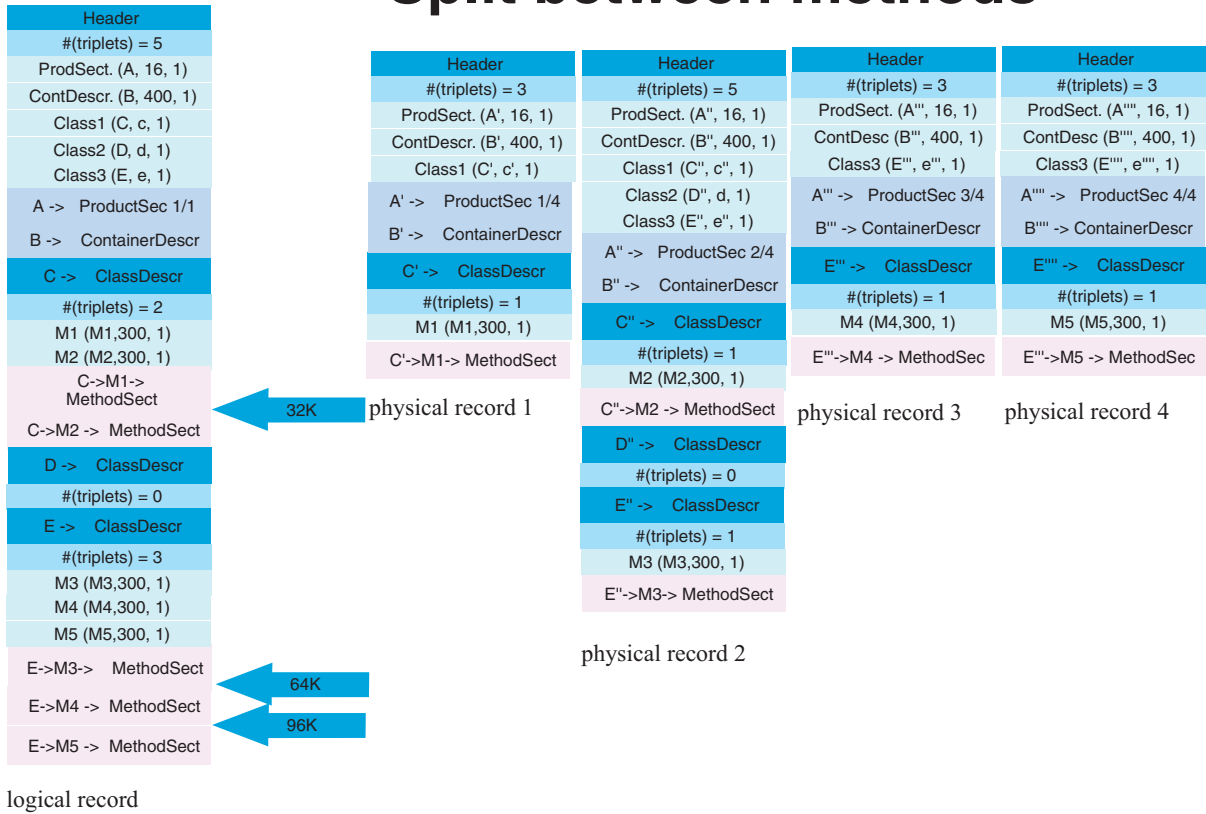 Split between methods
Header
#(triplets) = 5
ProdSect. (A, 16, 1)
ContDescr. (B, 400, 1)
Class1 (C, c, 1)
Class2 (D, d, 1)
Class3 (E, e, 1)
A -> ProductSec 1/1
B -> ContainerDescr
C -> ClassDescr
#(triplets) = 2
M1 (M1,300, 1)
M2 (M2,300, 1)
C->M1->
MethodSect
C->M2 -> MethodSect
D -> ClassDescr
#(triplets) = 0
E -> ClassDescr
#(triplets) = 3
M3 (M3,300, 1)
M4 (M4,300, 1)
M5 (M5,300, 1)
E->M3-> MethodSect
E->M4 -> MethodSect
E->M5 -> MethodSect
logical record
32K
64K
96K
Header
#(triplets) = 3
ProdSect. (A', 16, 1)
ContDescr. (B', 400, 1)
Class1 (C', c', 1)
A' -> ProductSec 1/4
B' -> ContainerDescr
C' -> ClassDescr
#(triplets) = 1
M1 (M1,300, 1)
C'->M1-> MethodSect
physical record 1
Header
#(triplets) = 5
ProdSect. (A'', 16, 1)
ContDescr. (B'', 400, 1)
Class1 (C'', c'', 1)
Class2 (D'', d, 1)
Class3 (E'', e'', 1)
A'' -> ProductSec 2/4
B'' -> ContainerDescr
C'' -> ClassDescr
#(triplets) = 1
M2 (M2,300, 1)
C''->M2 -> MethodSect
D'' -> ClassDescr
#(triplets) = 0
E'' -> ClassDescr
#(triplets) = 1
M3 (M3,300, 1)
E''->M3-> MethodSect
physical record 2
Header
#(triplets) = 3
ProdSect. (A''', 16, 1)
ContDesc (B''', 400, 1)
Class3 (E''', e''', 1)
A''' -> ProductSec 3/4
B''' -> ContainerDescr
E''' -> ClassDescr
#(triplets) = 1
M4 (M4,300, 1)
E'''->M4 -> MethodSec
physical record 3
Header
#(triplets) = 3
ProdSect. (A'''', 16, 1)
ContDesc (B'''', 400, 1)
Class3 (E'''', e'''', 1)
A'''' -> ProductSec 4/4
B'''' -> ContainerDescr
E'''' -> ClassDescr
#(triplets) = 1
M5 (M5,300, 1)
E'''->M5 -> MethodSec
physical record 4